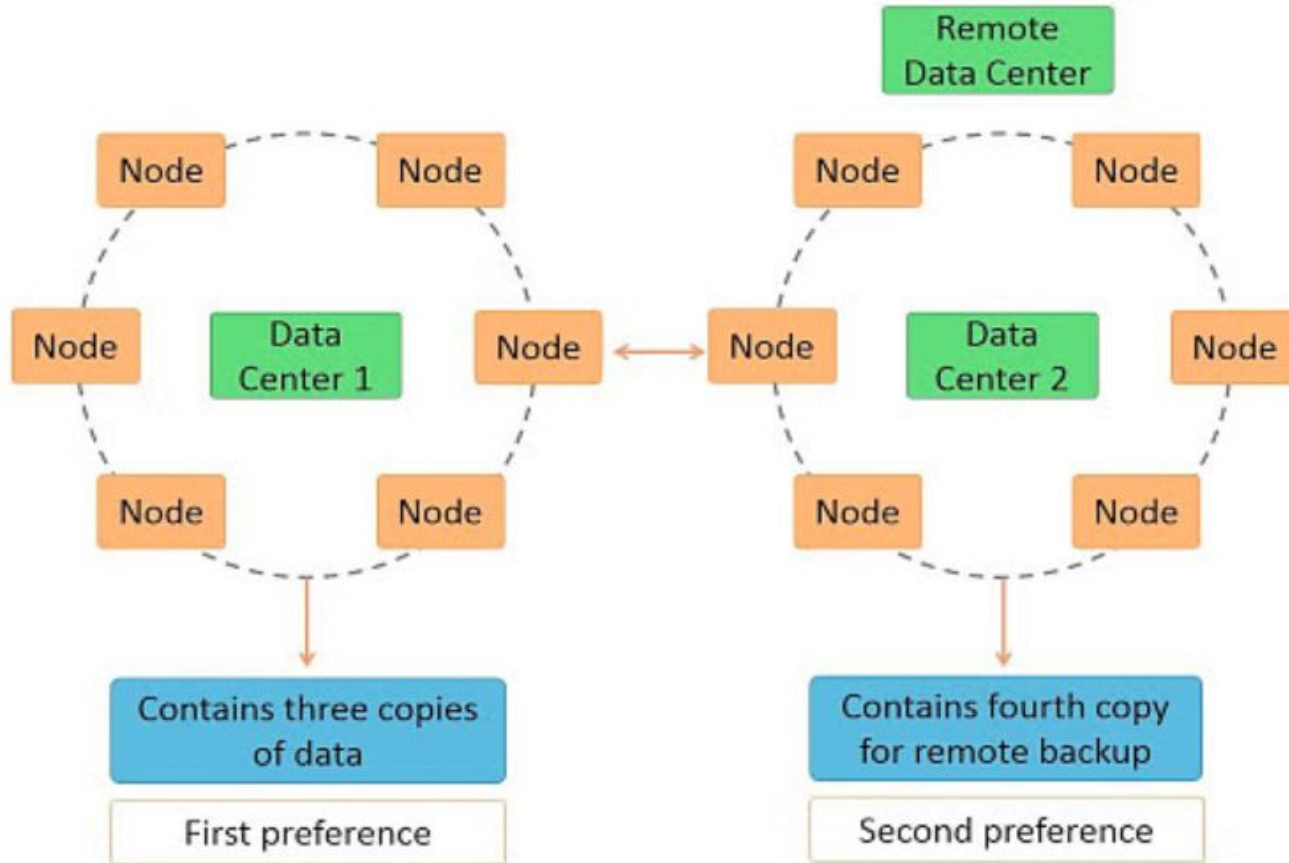 Remote
Data Center
Node
Node
Node
Node
Node
Data
Center 1
Node
Node
Data
Center 2
Node
Node
Node
Node
Node
Contains three copies
of data
Contains fourth copy
for remote backup
First preference
Second preference